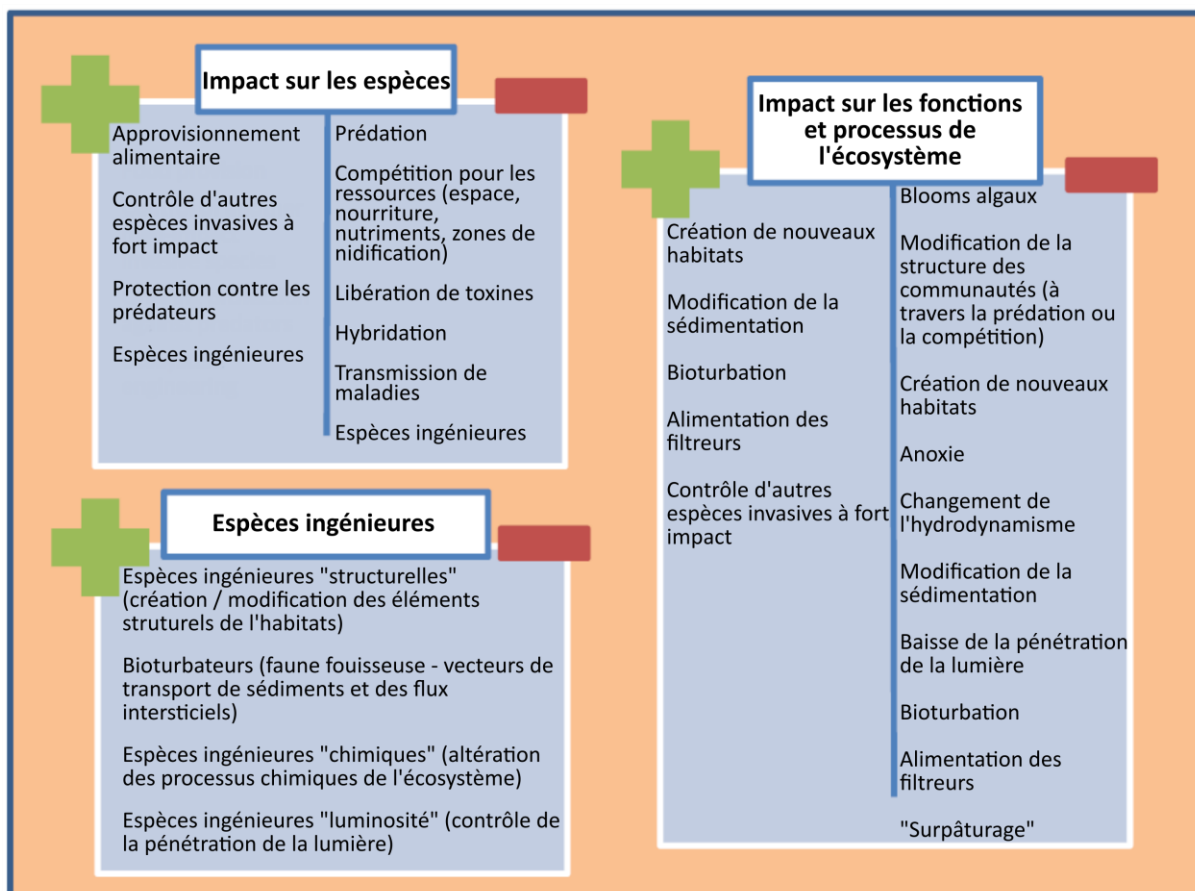 Impact sur les espèces
Approvisionnement
alimentaire
Contrôle d'autres
espèces invasives à
fort impact
Protection contre les
prédateurs
Espèces ingénieures
Prédation
Compétition pour les
ressources (espace,
nourriture,
nutriments, zones de
nidification)
Libération de toxines
Hybridation
Transmission de
maladies
Espèces ingénieures
Espèces ingénieures
Espèces ingénieures "structurelles"
(création / modification des éléments
struturels de l'habitats)
Bioturbateurs (faune fouisseuse - vecteurs de
transport de sédiments et des flux
intersticiels)
Espèces ingénieures "chimiques" (altération
des processus chimiques de l'écosystème)
Espèces ingénieures "luminosité" (contrôle de
la pénétration de la lumière)
Impact sur les fonctions
et processus de
l'écosystème
Création de nouveaux
habitats
Modification de la
sédimentation
Bioturbation
Alimentation des
filtreurs
Contrôle d'autres
espèces invasives à fort
impact
Blooms algaux
Modification de la
structure des
communautés (à
travers la prédation ou
la compétition)
Création de nouveaux
habitats
Anoxie
Changement de
l'hydrodynamisme
Modification de la
sédimentation
Baisse de la pénétration
de la lumière
Bioturbation
Alimentation des
filtreurs
"Surpâturage"